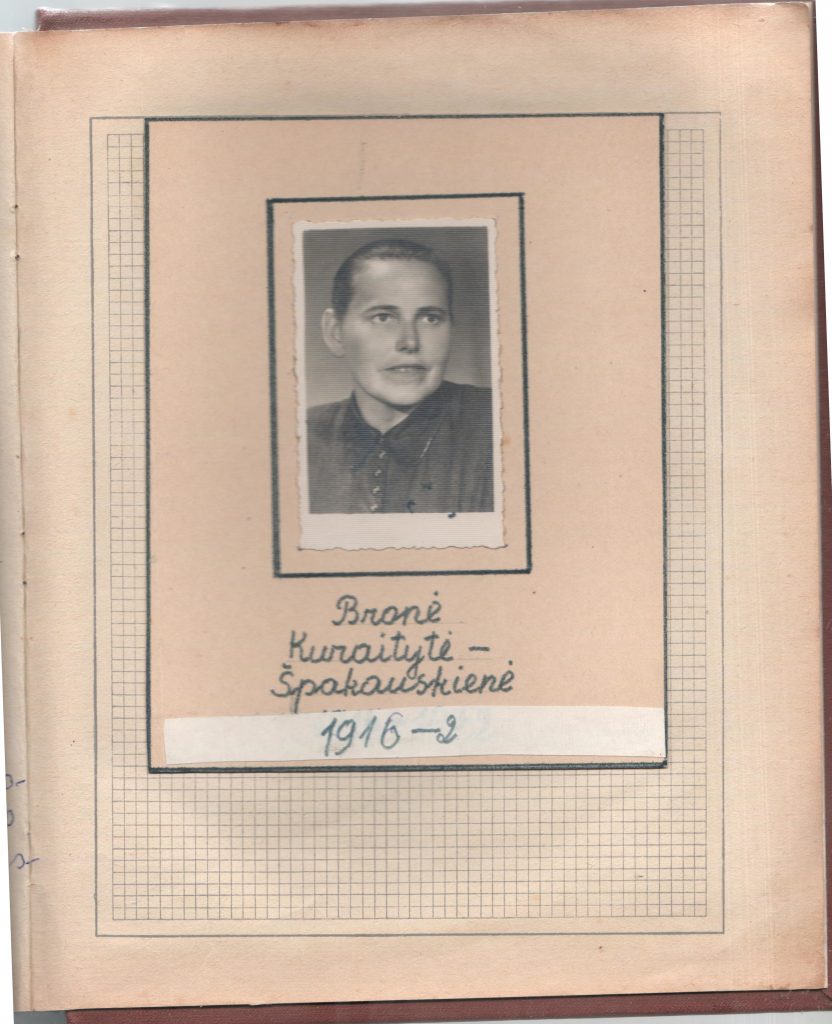 Bronė
Kuraitytė –
Špakauskienė
1916 – 2